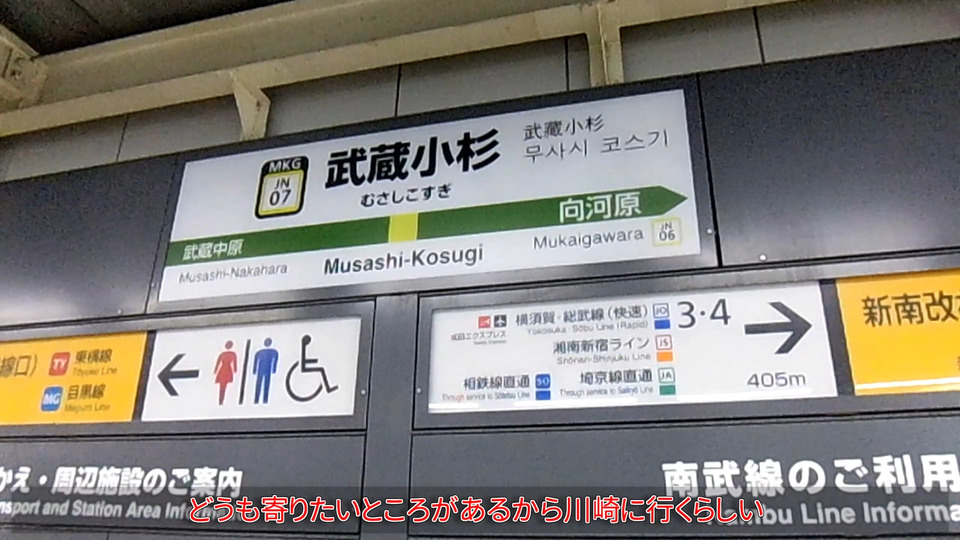 MKG
JN
07
武蔵小杉
むさしこすぎ
武蔵小杉
무사시 코스기
武蔵中原
向河原
Musashi-Nakahara
Musashi-Kosugi
Mukaigawara
JN
06
線口）
TY
東横線
Tōyoko Line
MG
目黒線
Meguro Line
成田エクスプレス
横須賀・総武線（快速）
JO
Yokosuka・Sōbu Line (Rapid)
湘南新宿ライン
JS
Shōnan-Shinjuku Line
相鉄線直通
SO
埼京線直通
JA
Through service to Sōtetsu Line
Through service to Saikyō Line
3・4
405m
新南改
かえ・周辺施設のご案内
nsport and Station Area Infor
南武線のご利用
Nambu Line Informa
どうも寄りたいところがあるから川崎に行くらしい